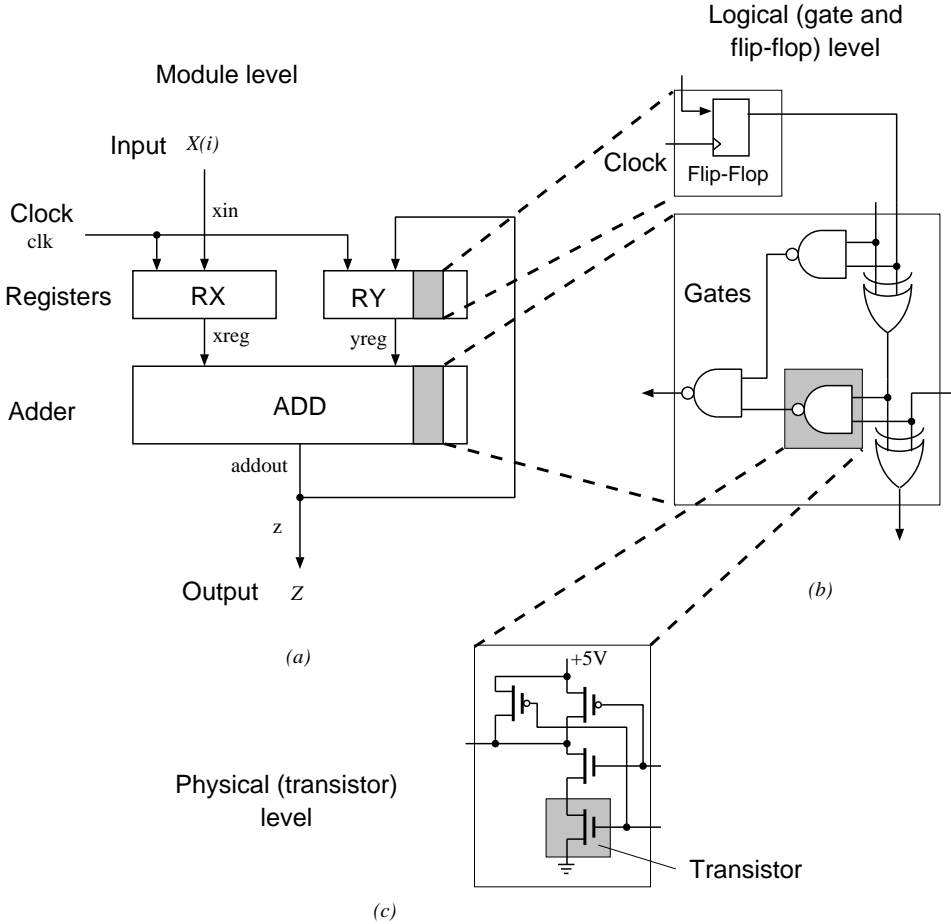 Logical (gate and
flip-flop) level
Module level
Input X(i)
Clock
Flip-Flop
xin
Clock
clk
Registers
RX
RY
Gates
xreg
yreg
Adder
ADD
addout
z
Output Z
(a)
(b)
+5V
Physical (transistor)
level
Transistor
(c)